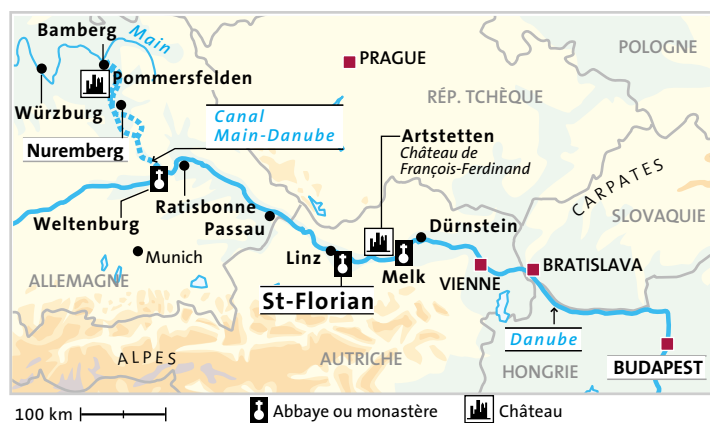 Bamberg
Main
PRAGUE
POLOGNE
Pommersfelden
RÉP. TCHÈQUE
Würzburg
Canal
Main-Danube
Nuremberg
Artstetten
Château de
François-Ferdinand
CARPATES
Weltenburg
Ratisbonne
Passau
Dürnstein
SLOVAQUIE
Munich
Linz
Melk
VIENNE
BRATISLAVA
ALLEMAGNE
St-Florian
Danube
ALPES
AUTRICHE
HONGRIE
BUDAPEST
100 km
Abbaye ou monastère
Château